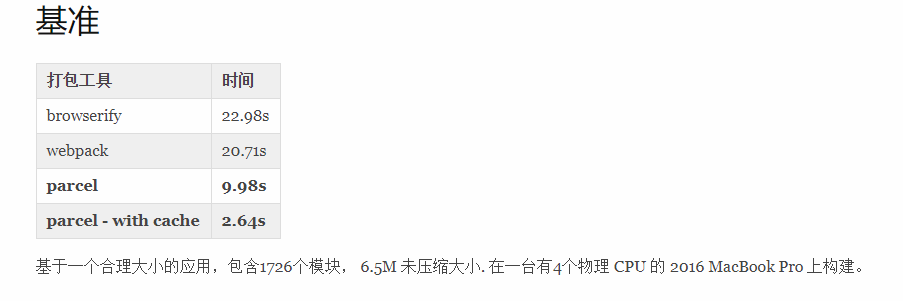 基准
打包工具 时间
browserify 22.98s
webpack 20.71s
parcel 9.98s
parcel - with cache 2.64s
基于一个合理大小的应用，包含1726个模块， 6.5M 未压缩大小. 在一台有4个物理 CPU 的 2016 MacBook Pro 上构建。